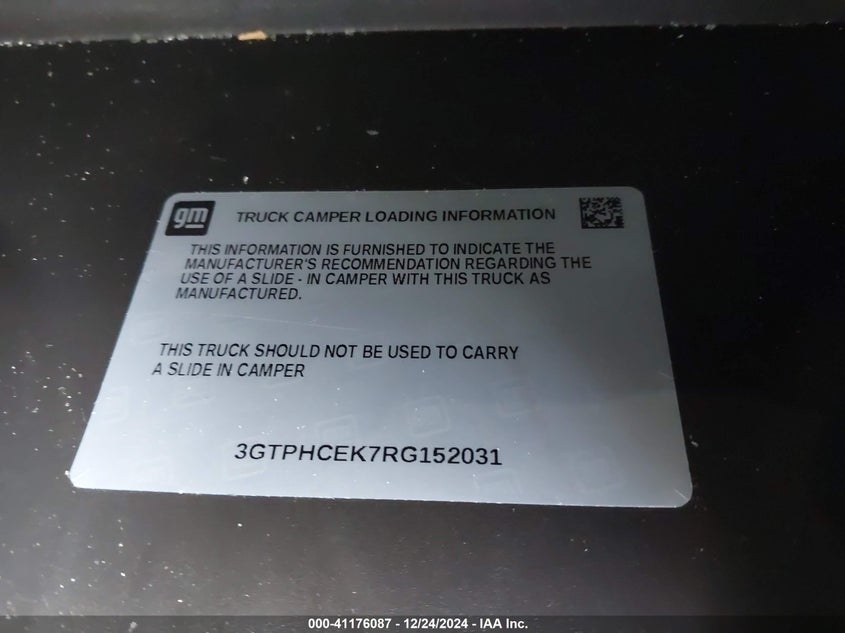 gm
TRUCK CAMPER LOADING INFORMATION
THIS INFORMATION IS FURNISHED TO INDICATE THE
MANUFACTURER'S RECOMMENDATION REGARDING THE
USE OF A SLIDE - IN CAMPER WITH THIS TRUCK AS
MANUFACTURED.
THIS TRUCK SHOULD NOT BE USED TO CARRY
A SLIDE IN CAMPER
3GTPHCEK7RG152031
000-41176087 - 12/24/2024 - IAA Inc.